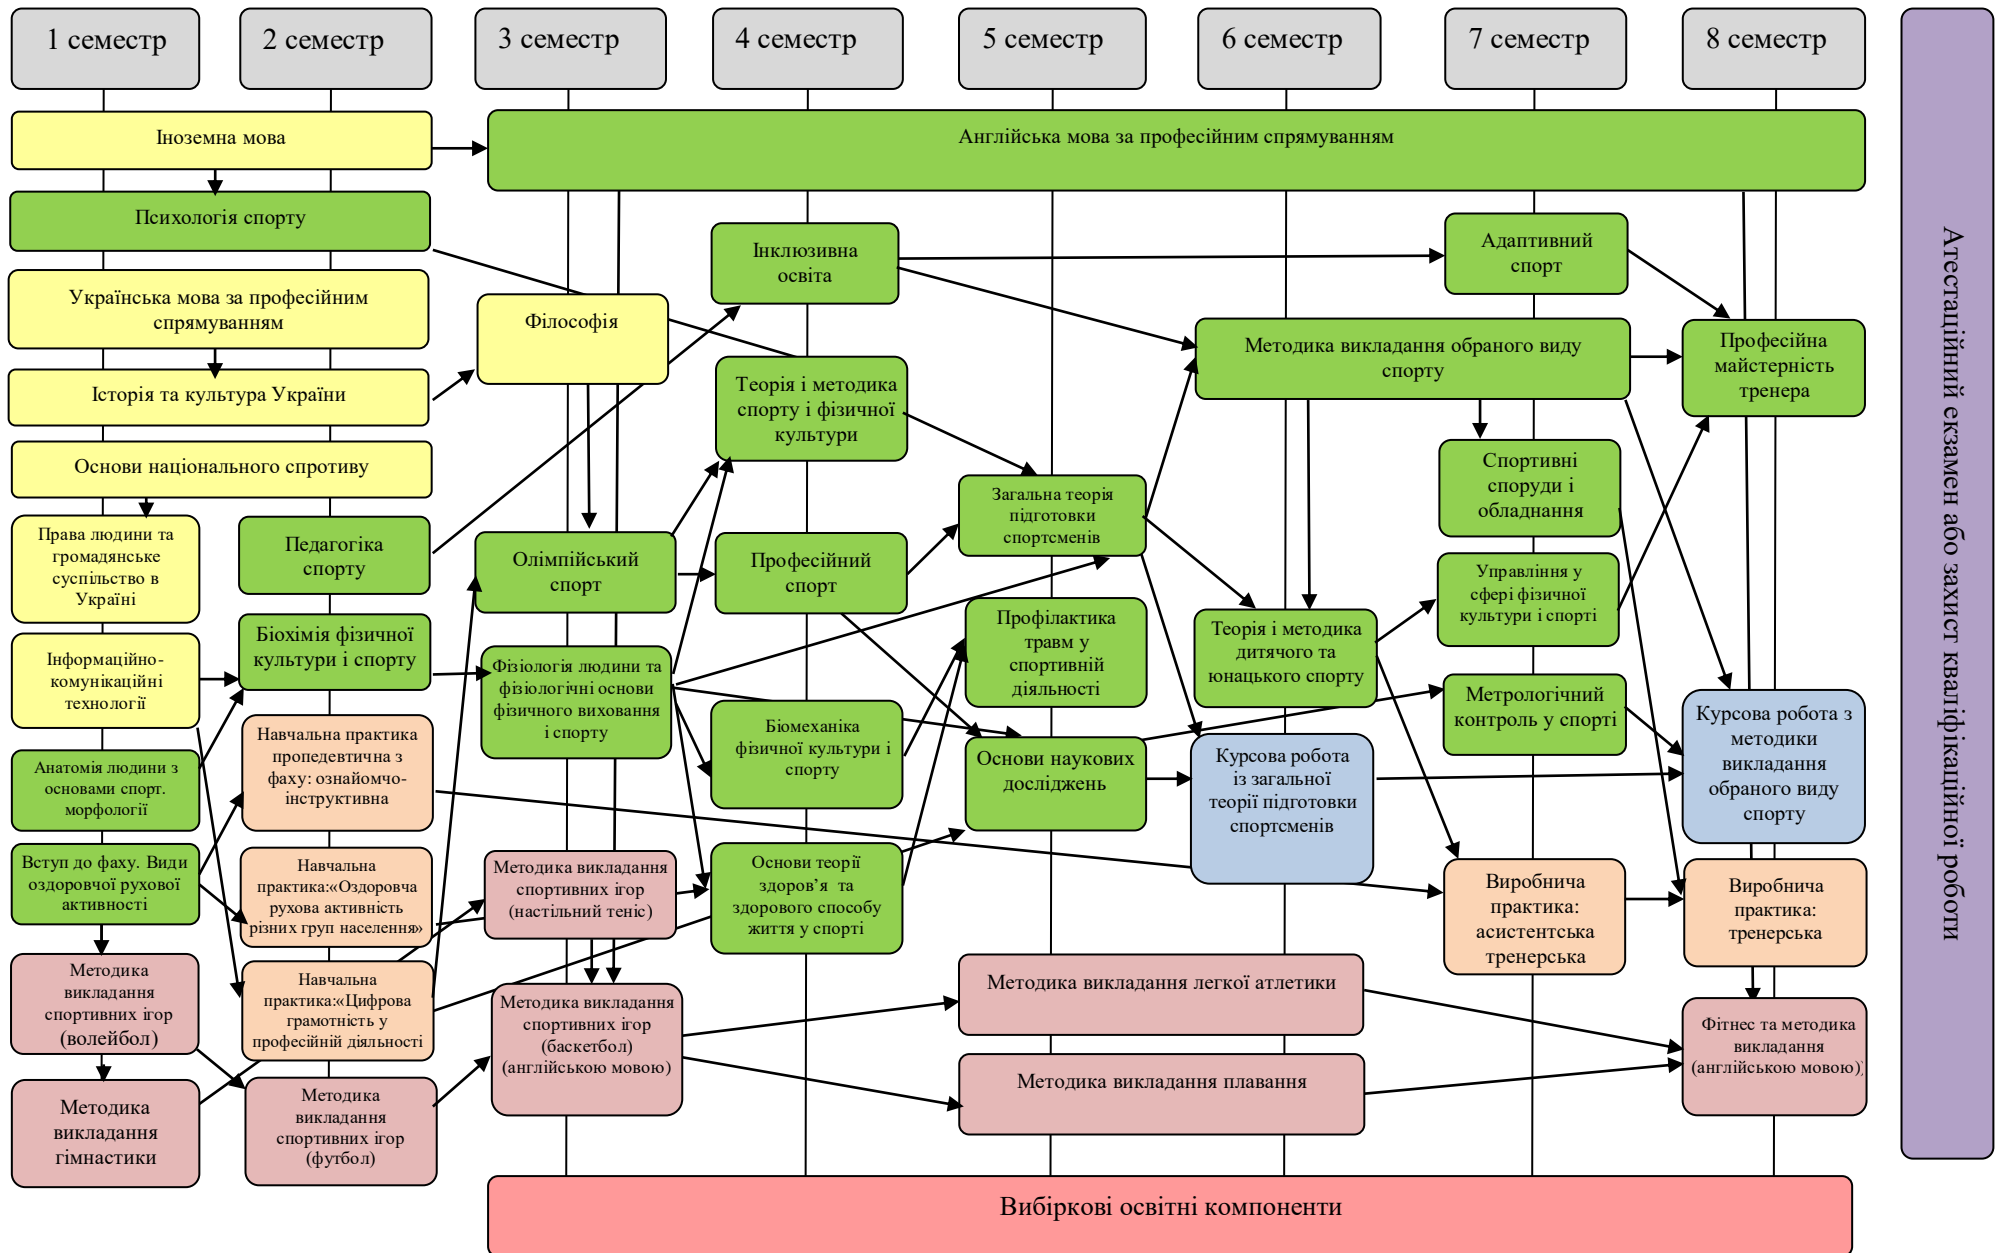 1 семестр
2 семестр
3 семестр
4 семестр
5 семестр
6 семестр
7 семестр
8 семестр
Іноземна мова
Англійська мова за професійним спрямуванням
Психологія спорту
Українська мова за професійним
спрямуванням
Історія та культура України
Основи національного спротиву
Права людини та
громадянське
суспільство в
Україні
Інформаційно-
комунікаційні
технології
Анатомія людини з
основами спорт.
морфології
Вступ до фаху. Види
оздоровчої рухової
активності
Методика
викладання
спортивних ігор
(волейбол)
Методика
викладання
гімнастики
Педагогіка
спорту
Біохімія фізичної
культури і спорту
Навчальна практика
пропедевтична з
фаху: ознайомчо-
інструктивна
Навчальна
практика:«Оздоровча
рухова активність
різних груп населення»
Навчальна
практика:«Цифрова
грамотність у
професійній діяльності
Методика
викладання
спортивних ігор
(футбол)
Філософія
Олімпійський
спорт
Фізіологія людини та
фізіологічні основи
фізичного виховання
і спорту
Методика викладання
спортивних ігор
(настільний теніс)
Методика викладання
спортивних ігор
(баскетбол)
(англійською мовою)
Інклюзивна
освіта
Теорія і методика
спорту і фізичної
культури
Професійний
спорт
Біомеханіка
фізичної культури і
спорту
Основи теорії
здоров’я та
здорового способу
життя у спорті
Загальна теорія
підготовки
спортсменів
Профілактика
травм у
спортивній
діяльності
Основи наукових
досліджень
Методика викладання легкої атлетики
Методика викладання плавання
Методика викладання обраного виду
спорту
Теорія і методика
дитячого та
юнацького спорту
Курсова робота
із загальної
теорії підготовки
спортсменів
Адаптивний
спорт
Спортивні
споруди і
обладнання
Управління у
сфері фізичної
культури і спорті
Метрологічний
контроль у спорті
Виробнича
практика:
асистентська
тренерська
Професійна
майстерність
тренера
Курсова робота з
методики
викладання
обраного виду
спорту
Виробнича
практика:
тренерська
Фітнес та методика
викладання
(англійською мовою)
Вибіркові освітні компоненти
Атестаційний екзамен або захист кваліфікаційної роботи